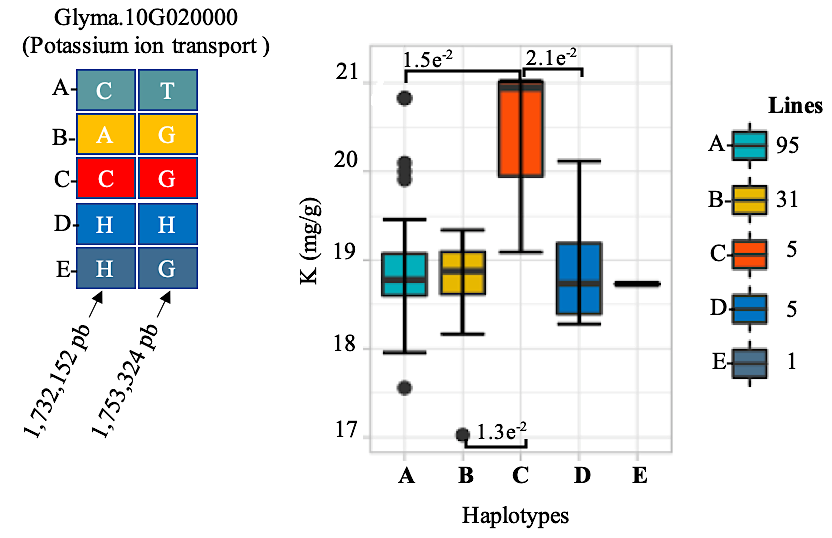 Glyma.10G020000
(Potassium ion transport )
A- C T
B- A G
C- C G
D- H H
E- H G
1,732,152 pb
1,753,324 pb
K (mg/g)
21
20
19
18
17
1.5e-2
2.1e-2
1.3e-2
A B C D E
Haplotypes
Lines
A- 95
B- 31
C- 5
D- 5
E- 1